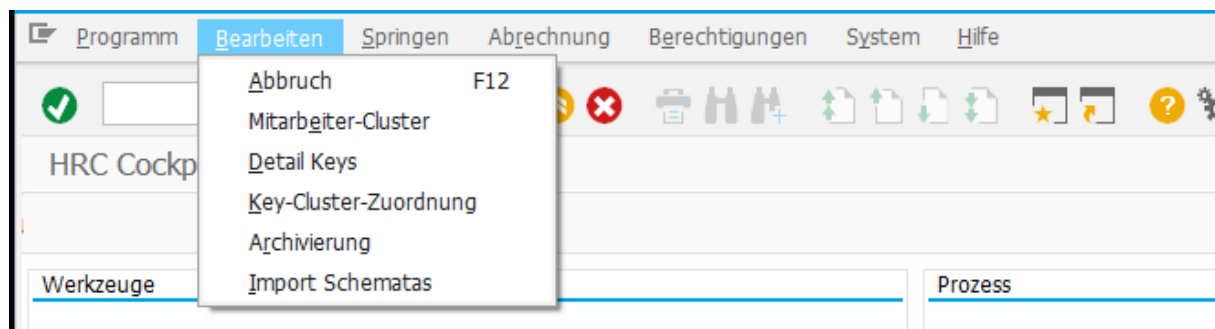 Programm Bearbeiten Springen Abrechnung Berechtigungen System Hilfe
Abbruch F12
Mitarbeiter-Cluster
HRC Cockp
Detail Keys
Key-Cluster-Zuordnung
Archivierung
Import Schematas
Werkzeuge Prozess